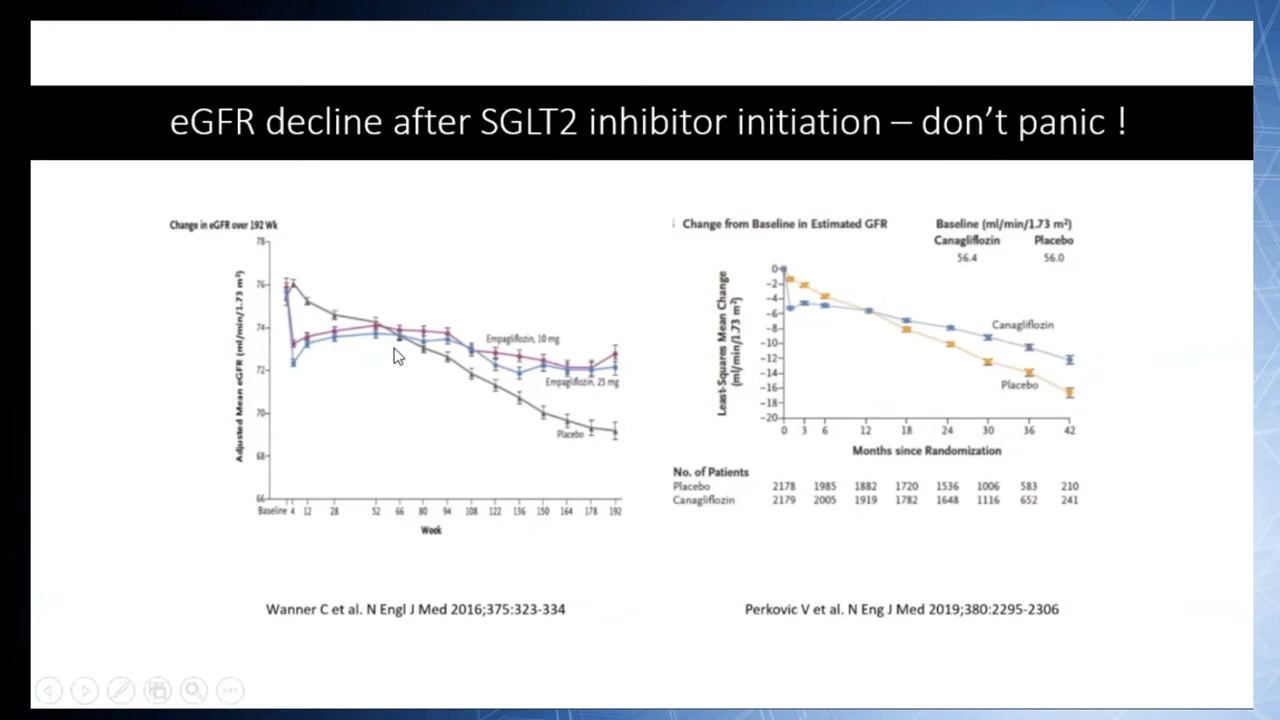 eGFR decline after SGLT2 inhibitor initiation – don't panic !
Change in eGFR over 192 Wk
Adjusted Mean eGFR (ml/min/1.73 m²)
78
76
74
72
70
68
66
Empagliflozin, 10 mg
Empagliflozin, 25 mg
Placebo
Baseline 4 12 28 52 66 80 94 108 122 136 150 164 178 192
Week
Wanner C et al. N Engl J Med 2016;375:323-334
Change from Baseline in Estimated GFR
Baseline (ml/min/1.73 m²)
Canagliflozin Placebo
56.4 56.0
Least-Squares Mean Change
(ml/min/1.73 m²)
0
−2
−4
−6
−8
−10
−12
−14
−16
−18
−20
Canagliflozin
Placebo
0 3 6 12 18 24 30 36 42
Months since Randomization
No. of Patients
Placebo 2178 1985 1882 1720 1536 1006 583 210
Canagliflozin 2179 2005 1919 1782 1648 1116 652 241
Perkovic V et al. N Eng J Med 2019;380:2295-2306